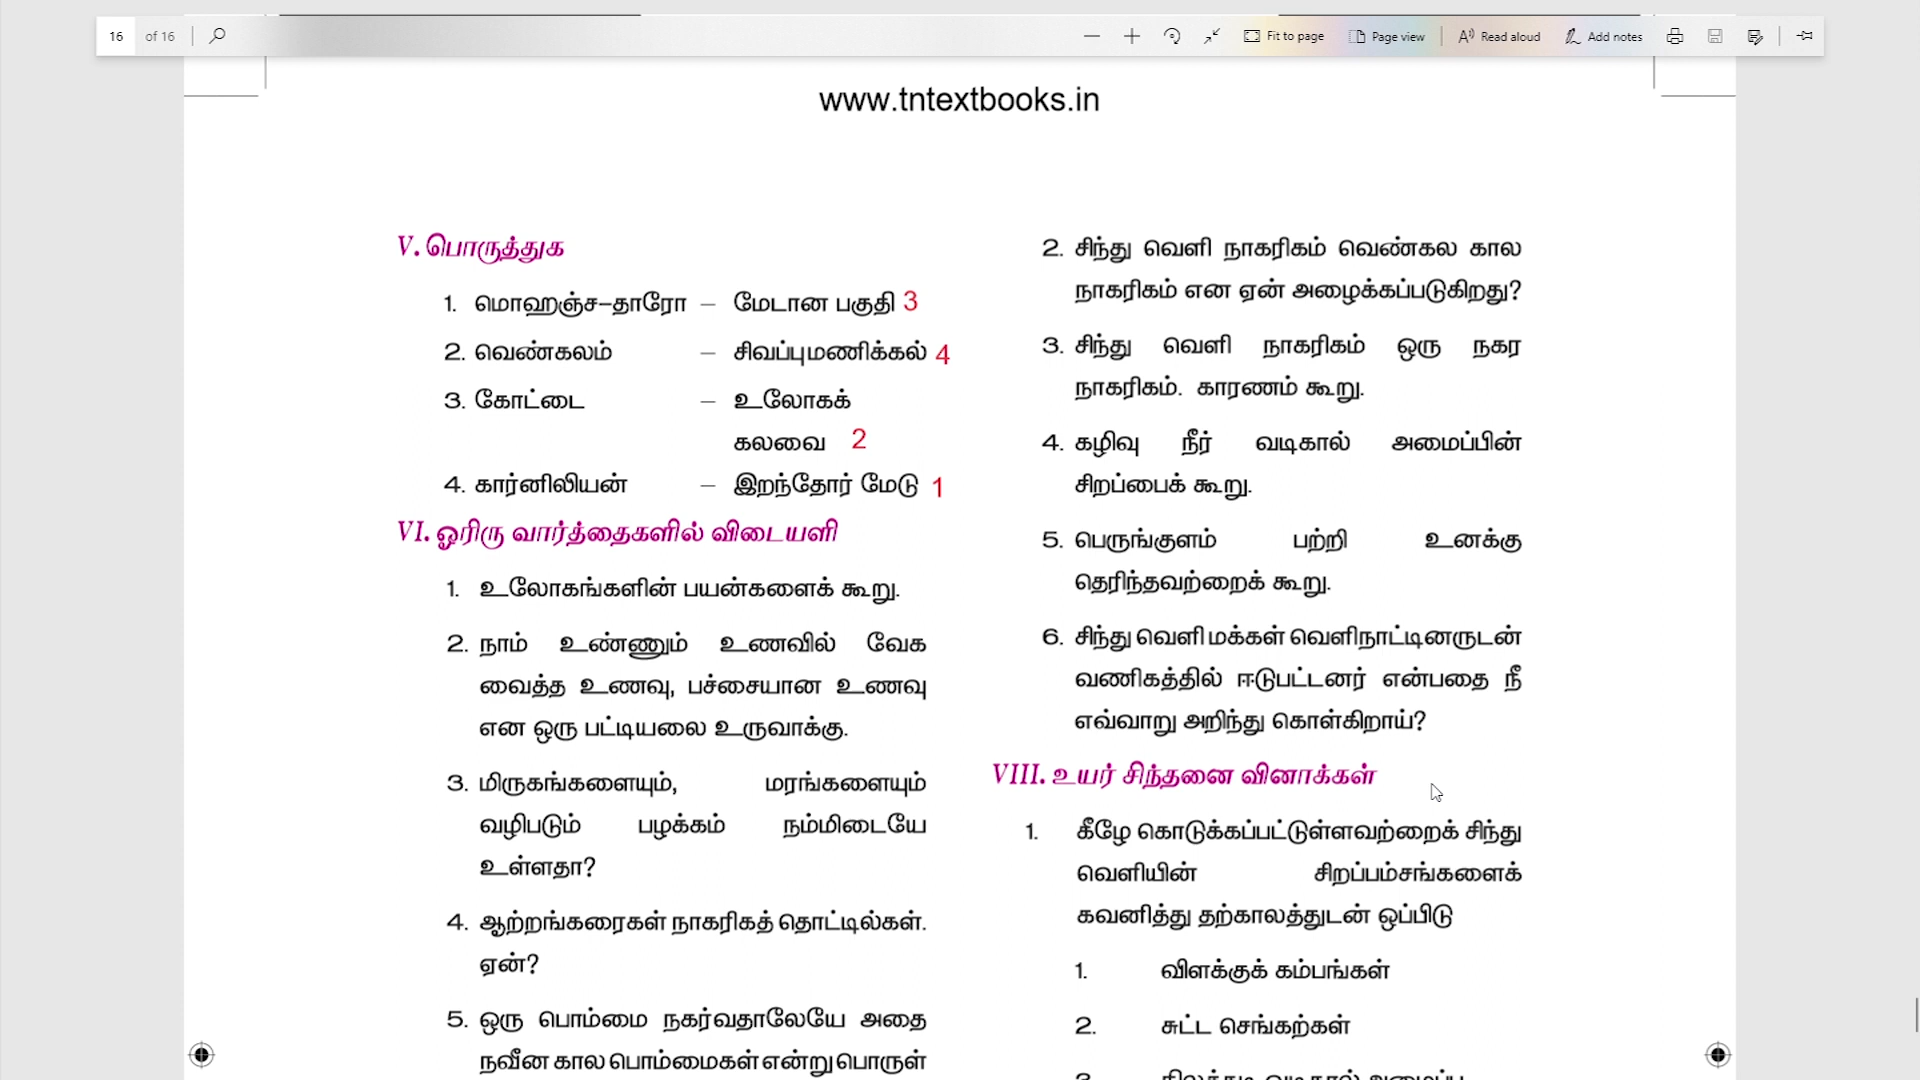 16 of 16 Fit to page Page view Read aloud Add notes
www.tntextbooks.in
V. பொருத்துக
1. மொஹஞ்ச–தாரோ – மேடான பகுதி 3
2. வெண்கலம் – சிவப்புமணிக்கல் 4
3. கோட்டை – உலோகக்
கலவை 2
4. கார்னிலியன் – இறந்தோர் மேடு 1
VI. ஓரிரு வார்த்தைகளில் விடையளி
1. உலோகங்களின் பயன்களைக் கூறு.
2. நாம் உண்ணும் உணவில் வேக
வைத்த உணவு, பச்சையான உணவு
என ஒரு பட்டியலை உருவாக்கு.
3. மிருகங்களையும், மரங்களையும்
வழிபடும் பழக்கம் நம்மிடையே
உள்ளதா?
4. ஆற்றங்கரைகள் நாகரிகத் தொட்டில்கள்.
ஏன்?
5. ஒரு பொம்மை நகர்வதாலேயே அதை
நவீன கால பொம்மைகள் என்று பொருள்
2. சிந்து வெளி நாகரிகம் வெண்கல கால
நாகரிகம் என ஏன் அழைக்கப்படுகிறது?
3. சிந்து வெளி நாகரிகம் ஒரு நகர
நாகரிகம். காரணம் கூறு.
4. கழிவு நீர் வடிகால் அமைப்பின்
சிறப்பைக் கூறு.
5. பெருங்குளம் பற்றி உனக்கு
தெரிந்தவற்றைக் கூறு.
6. சிந்து வெளி மக்கள் வெளிநாட்டினருடன்
வணிகத்தில் ஈடுபட்டனர் என்பதை நீ
எவ்வாறு அறிந்து கொள்கிறாய்?
VIII. உயர் சிந்தனை வினாக்கள்
1. கீழே கொடுக்கப்பட்டுள்ளவற்றைக் சிந்து
வெளியின் சிறப்பம்சங்களைக்
கவனித்து தற்காலத்துடன் ஒப்பிடு
1. விளக்குக் கம்பங்கள்
2. சுட்ட செங்கற்கள்